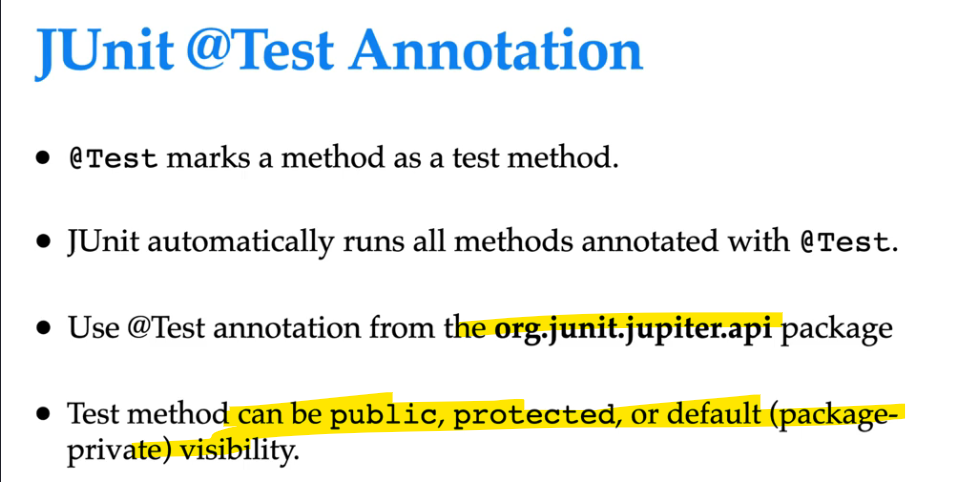 JUnit @Test Annotation
• @Test marks a method as a test method.
• JUnit automatically runs all methods annotated with @Test.
• Use @Test annotation from the org.junit.jupiter.api package
• Test method can be public, protected, or default (package-
private) visibility.